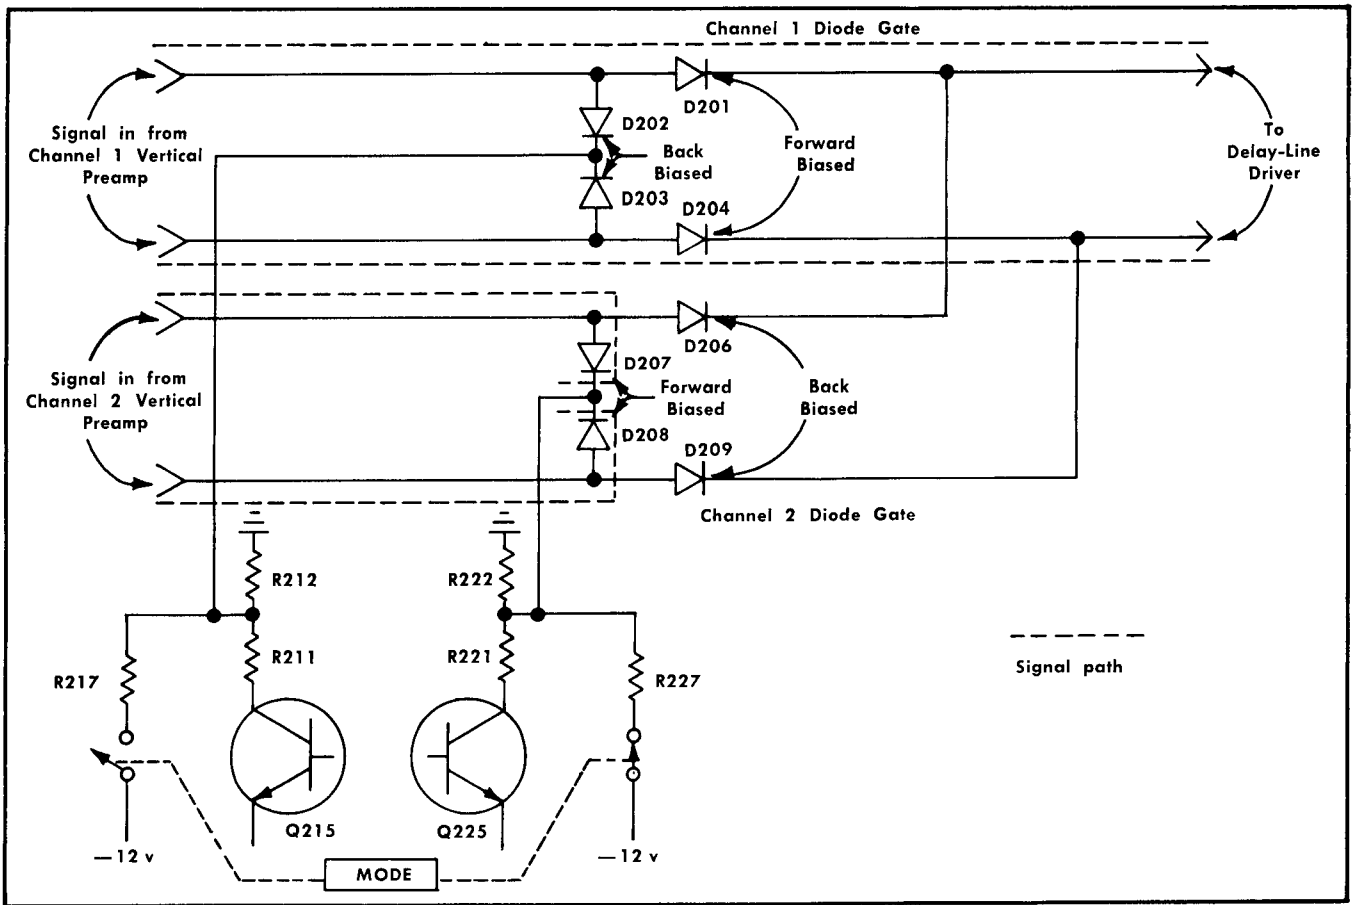 Channel 1 Diode Gate
D201
Signal in from
Channel 1 Vertical
Preamp
D202
Back
Biased
D203
Forward
Biased
D204
To
Delay-Line
Driver
D206
Signal in from
Channel 2 Vertical
Preamp
D207
Forward
Biased
D208
Back
Biased
D209
Channel 2 Diode Gate
R212
R222
R211
R221
R217
R227
Signal path
Q215
Q225
—12 v
—12 v
MODE